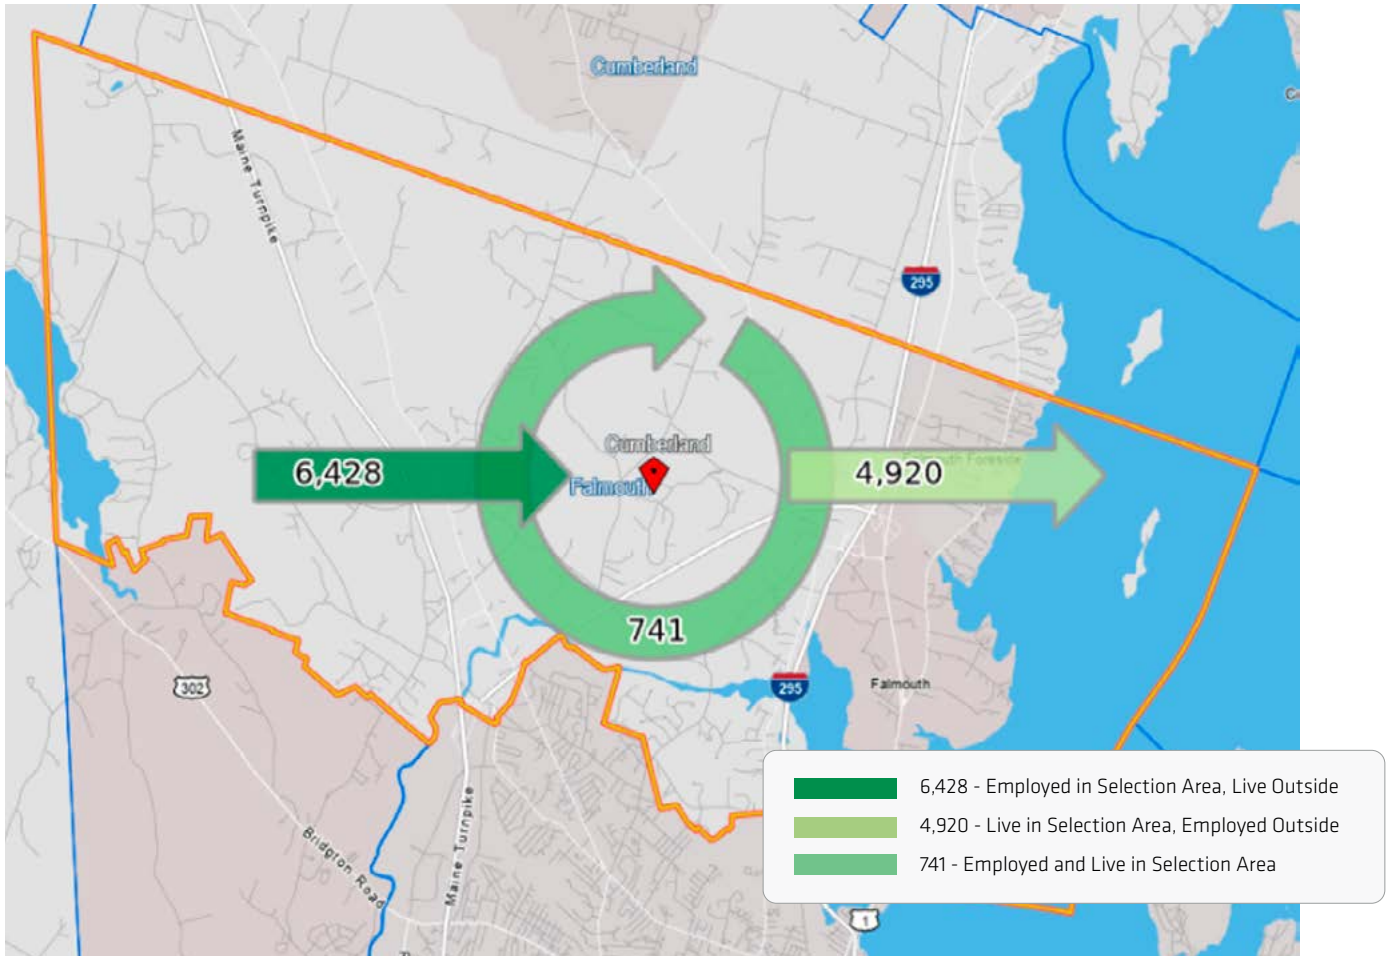 Cumberland
Maine Turnpike
295
Cumberland
Falmouth
6,428
Falmouth Foreside
4,920
741
295
Falmouth
302
Bridgton Road
Maine Turnpike
1
6,428 - Employed in Selection Area, Live Outside
4,920 - Live in Selection Area, Employed Outside
741 - Employed and Live in Selection Area